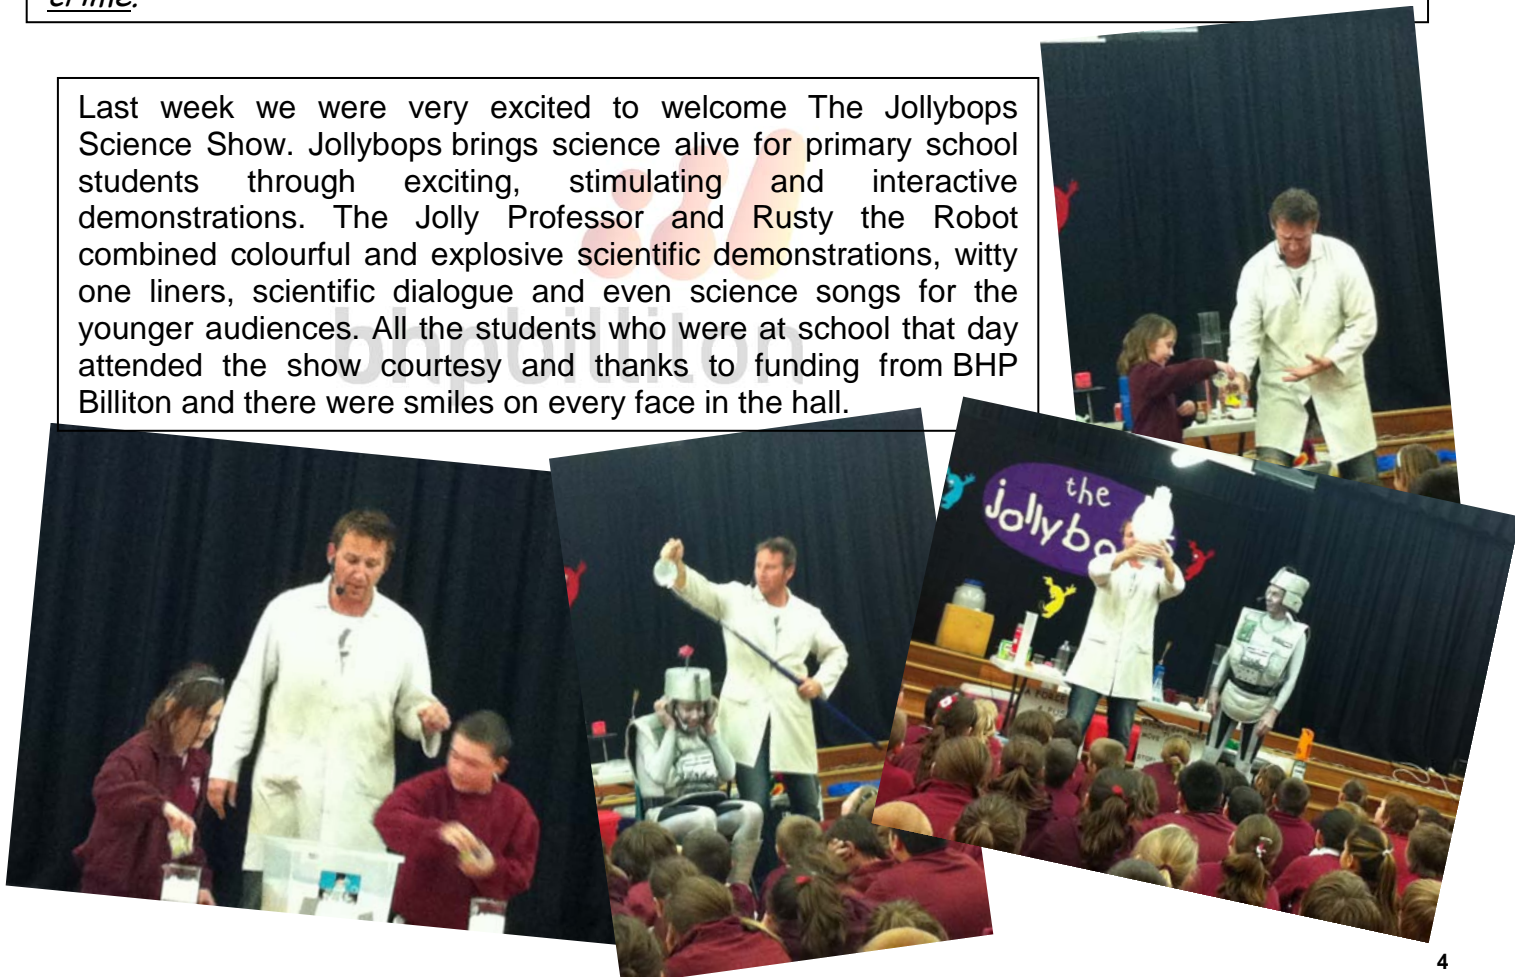 crime.
Last week we were very excited to welcome The Jollybops
Science Show. Jollybops brings science alive for primary school
students through exciting, stimulating and interactive
demonstrations. The Jolly Professor and Rusty the Robot
combined colourful and explosive scientific demonstrations, witty
one liners, scientific dialogue and even science songs for the
younger audiences. All the students who were at school that day
attended the show courtesy and thanks to funding from BHP
Billiton and there were smiles on every face in the hall.
bhpbilliton
the
jollybo
A FORCE
4